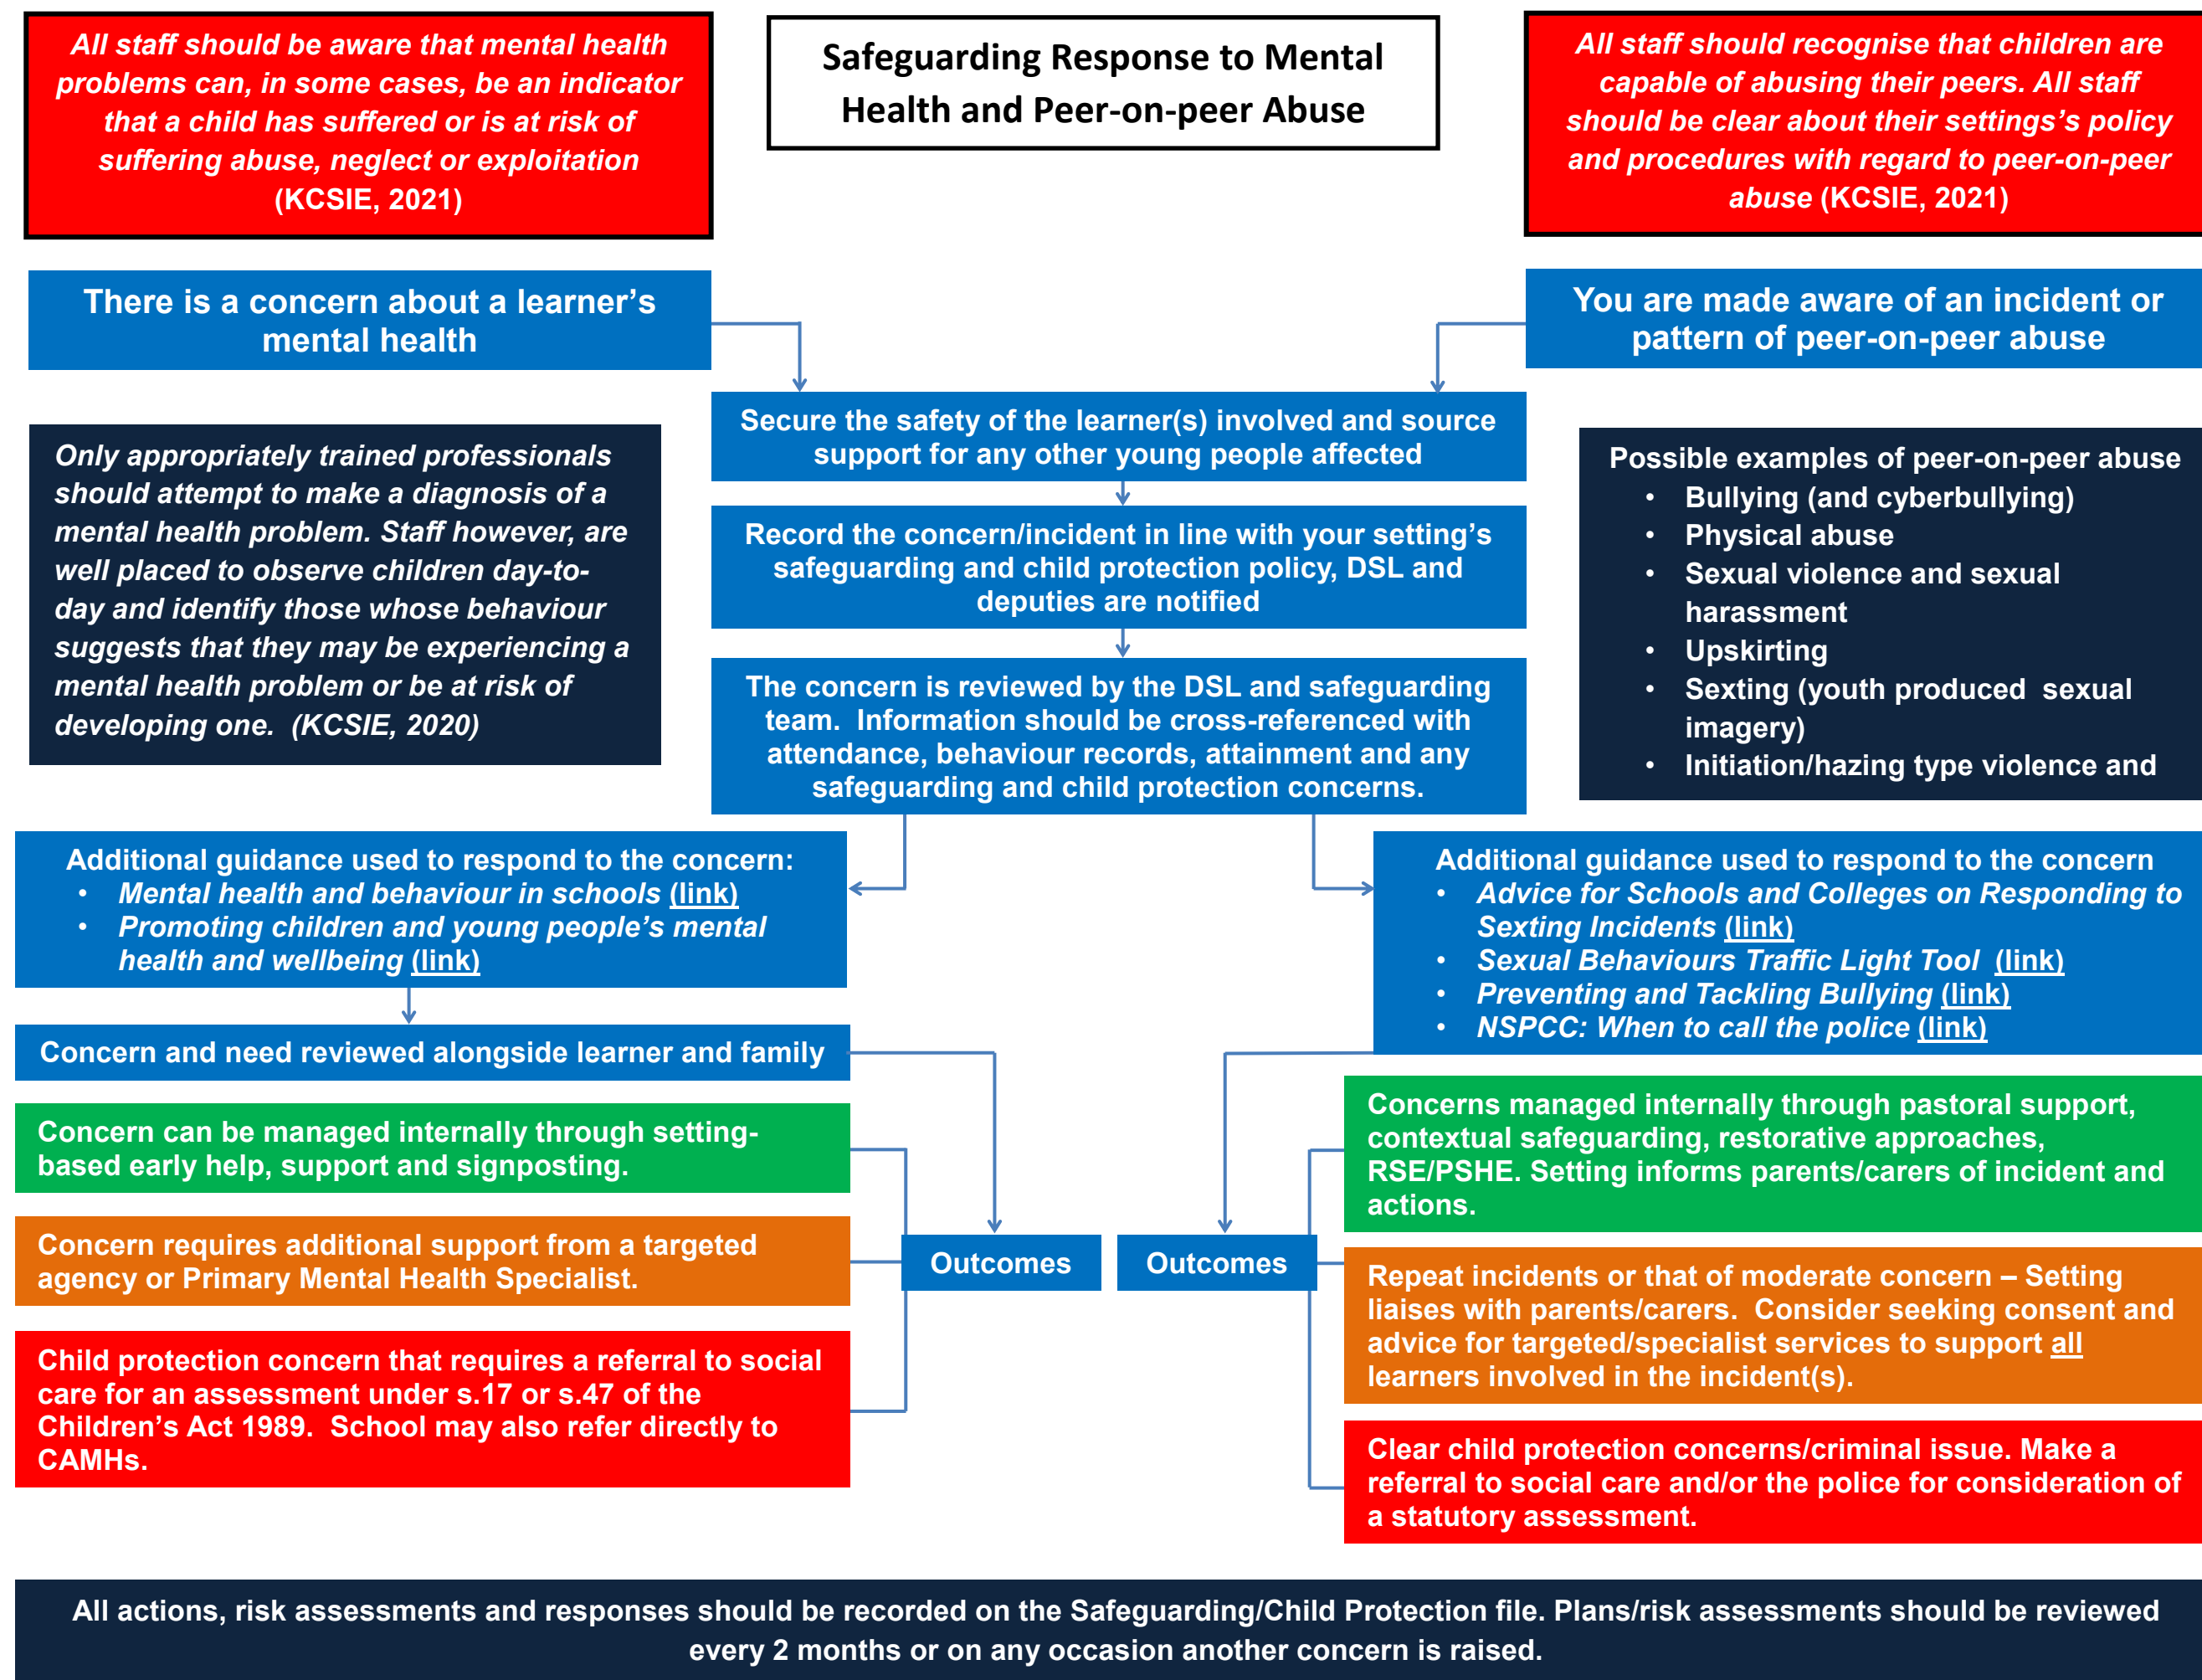 All staff should be aware that mental health
problems can, in some cases, be an indicator
that a child has suffered or is at risk of
suffering abuse, neglect or exploitation
(KCSIE, 2021)
Safeguarding Response to Mental
Health and Peer-on-peer Abuse
All staff should recognise that children are
capable of abusing their peers. All staff
should be clear about their settings's policy
and procedures with regard to peer-on-peer
abuse (KCSIE, 2021)
There is a concern about a learner’s
mental health
You are made aware of an incident or
pattern of peer-on-peer abuse
Secure the safety of the learner(s) involved and source
support for any other young people affected
Only appropriately trained professionals
should attempt to make a diagnosis of a
mental health problem. Staff however, are
well placed to observe children day-to-
day and identify those whose behaviour
suggests that they may be experiencing a
mental health problem or be at risk of
developing one.  (KCSIE, 2020)
Record the concern/incident in line with your setting’s
safeguarding and child protection policy, DSL and
deputies are notified
The concern is reviewed by the DSL and safeguarding
team.  Information should be cross-referenced with
attendance, behaviour records, attainment and any
safeguarding and child protection concerns.
Possible examples of peer-on-peer abuse
• Bullying (and cyberbullying)
• Physical abuse
• Sexual violence and sexual
harassment
• Upskirting
• Sexting (youth produced  sexual
imagery)
• Initiation/hazing type violence and
Additional guidance used to respond to the concern:
• Mental health and behaviour in schools (link)
• Promoting children and young people’s mental
health and wellbeing (link)
Additional guidance used to respond to the concern
• Advice for Schools and Colleges on Responding to
Sexting Incidents (link)
• Sexual Behaviours Traffic Light Tool  (link)
• Preventing and Tackling Bullying (link)
• NSPCC: When to call the police (link)
Concern and need reviewed alongside learner and family
Concern can be managed internally through setting-
based early help, support and signposting.
Concern requires additional support from a targeted
agency or Primary Mental Health Specialist.
Child protection concern that requires a referral to social
care for an assessment under s.17 or s.47 of the
Children’s Act 1989.  School may also refer directly to
CAMHs.
Outcomes
Outcomes
Concerns managed internally through pastoral support,
contextual safeguarding, restorative approaches,
RSE/PSHE. Setting informs parents/carers of incident and
actions.
Repeat incidents or that of moderate concern – Setting
liaises with parents/carers.  Consider seeking consent and
advice for targeted/specialist services to support all
learners involved in the incident(s).
Clear child protection concerns/criminal issue. Make a
referral to social care and/or the police for consideration of
a statutory assessment.
All actions, risk assessments and responses should be recorded on the Safeguarding/Child Protection file. Plans/risk assessments should be reviewed
every 2 months or on any occasion another concern is raised.